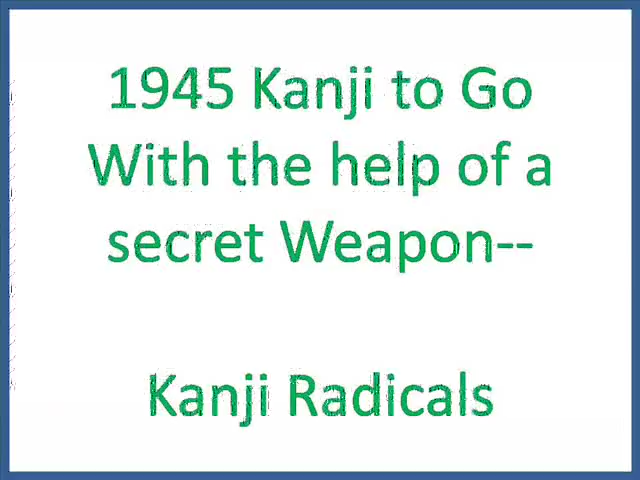 1945 Kanji to Go
With the help of a
secret Weapon--
Kanji Radicals